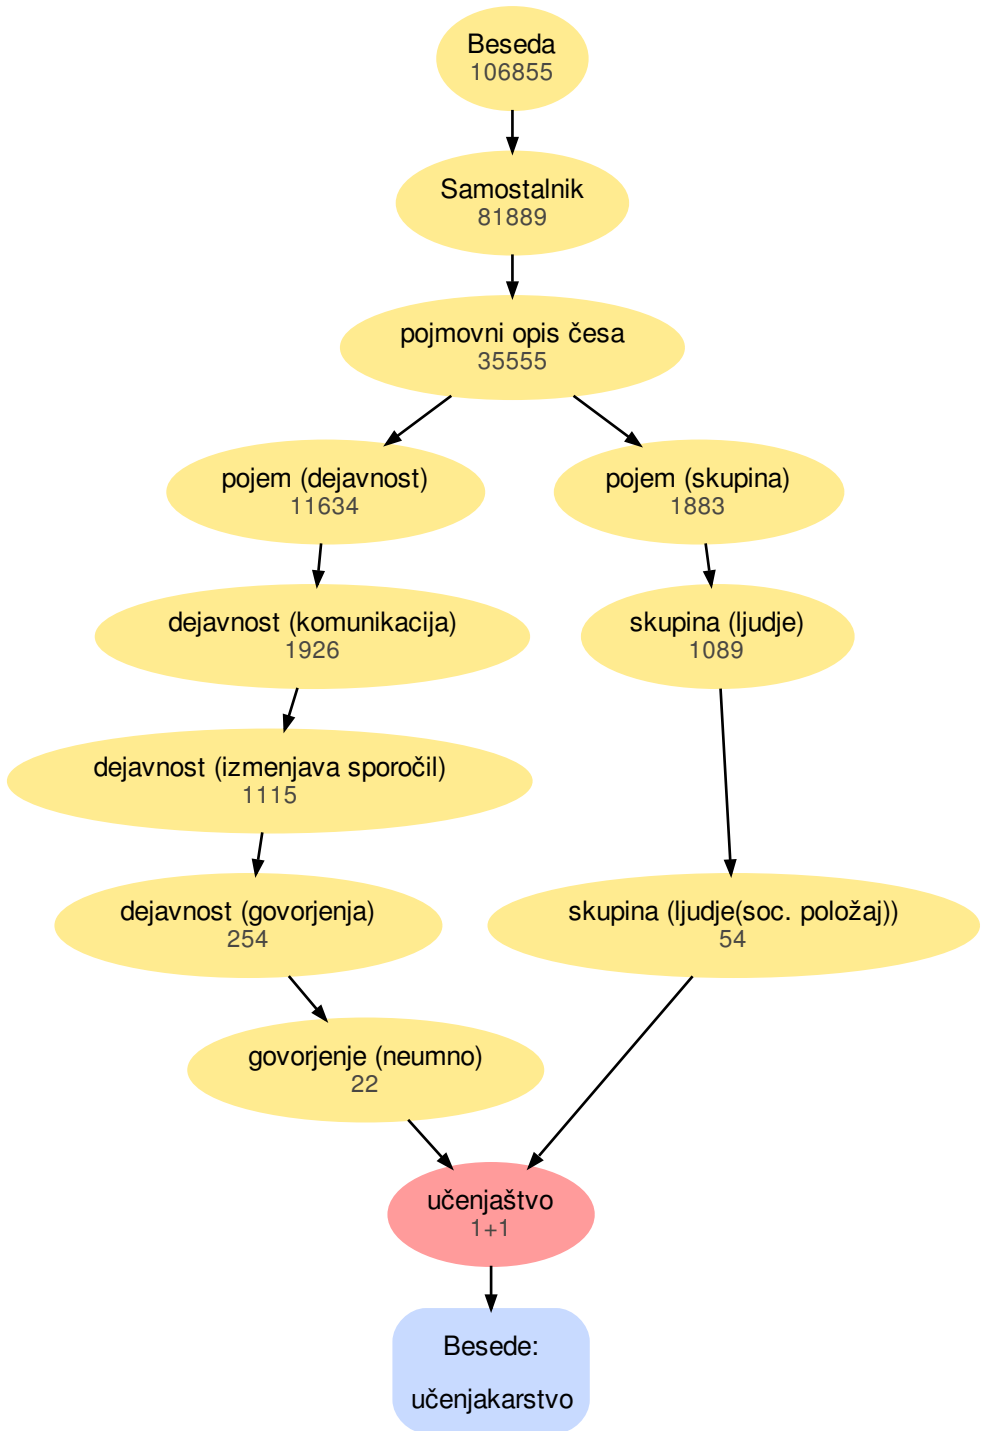 Beseda
106855
Samostalnik
81889
pojmovni opis česa
35555
pojem (dejavnost)
11634
pojem (skupina)
1883
dejavnost (komunikacija)
1926
skupina (ljudje)
1089
dejavnost (izmenjava sporočil)
1115
dejavnost (govorjenja)
254
skupina (ljudje(soc. položaj))
54
govorjenje (neumno)
22
učenjaštvo
1+1
Besede:
učenjakarstvo